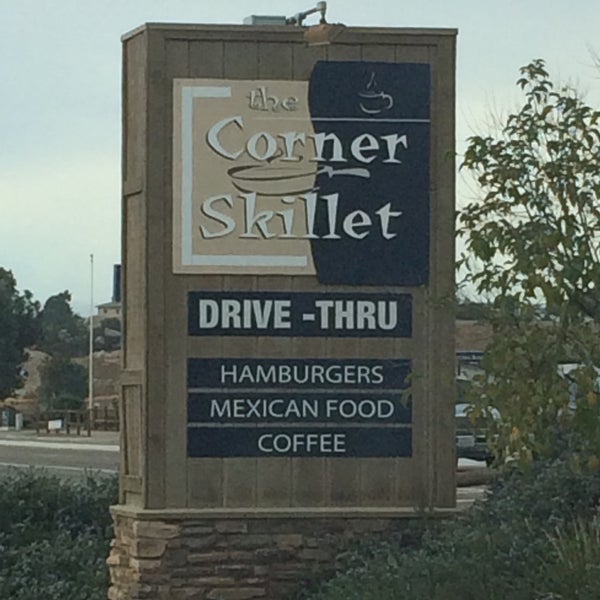 the
Corner
Skillet
DRIVE -THRU
HAMBURGERS
MEXICAN FOOD
COFFEE